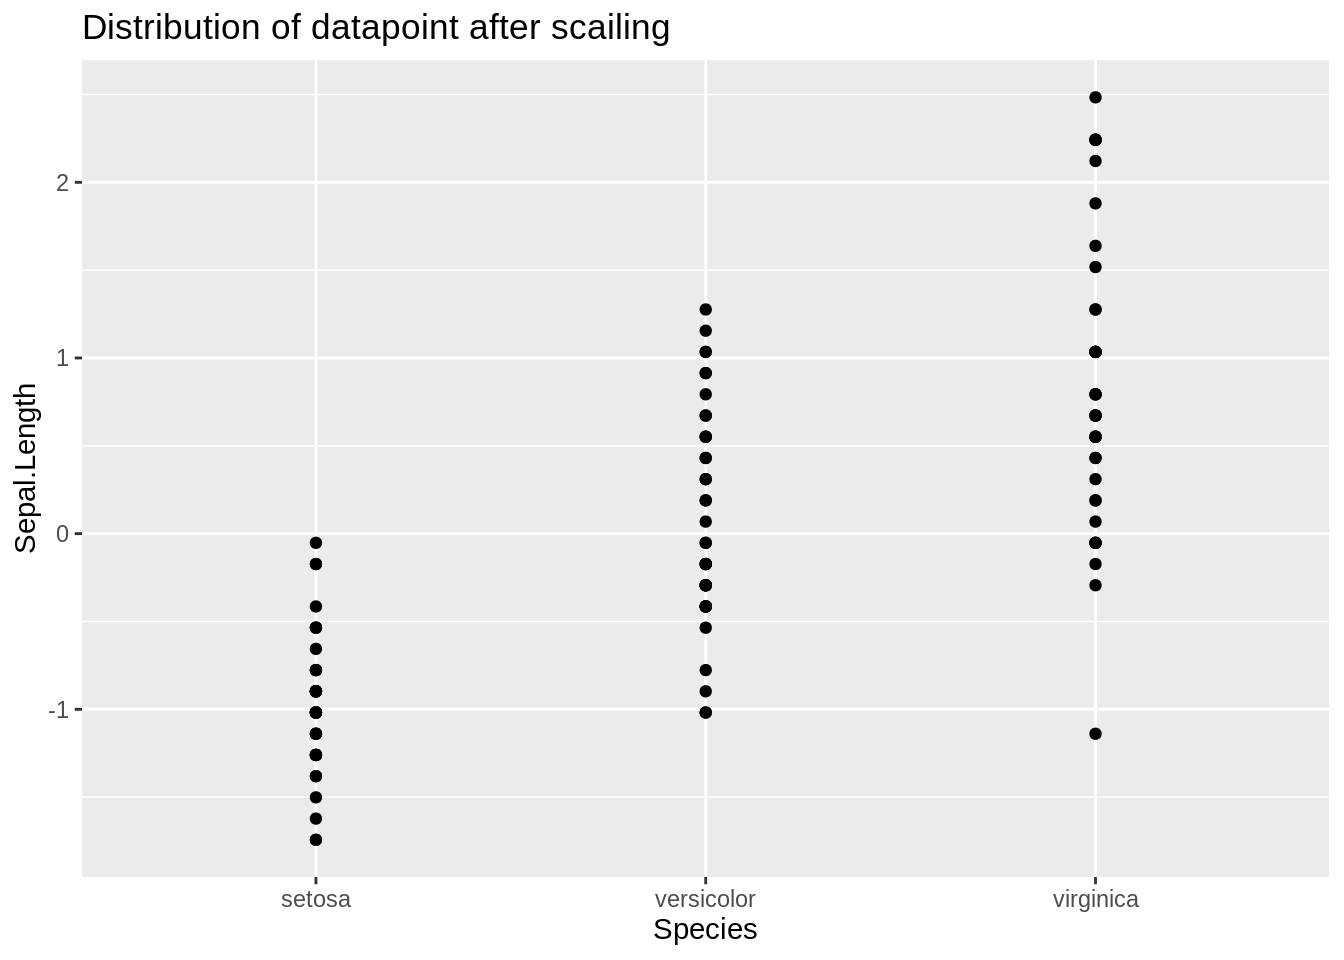 Distribution of datapoint after scailing
Sepal.Length
2
1
0
-1
setosa versicolor virginica
Species